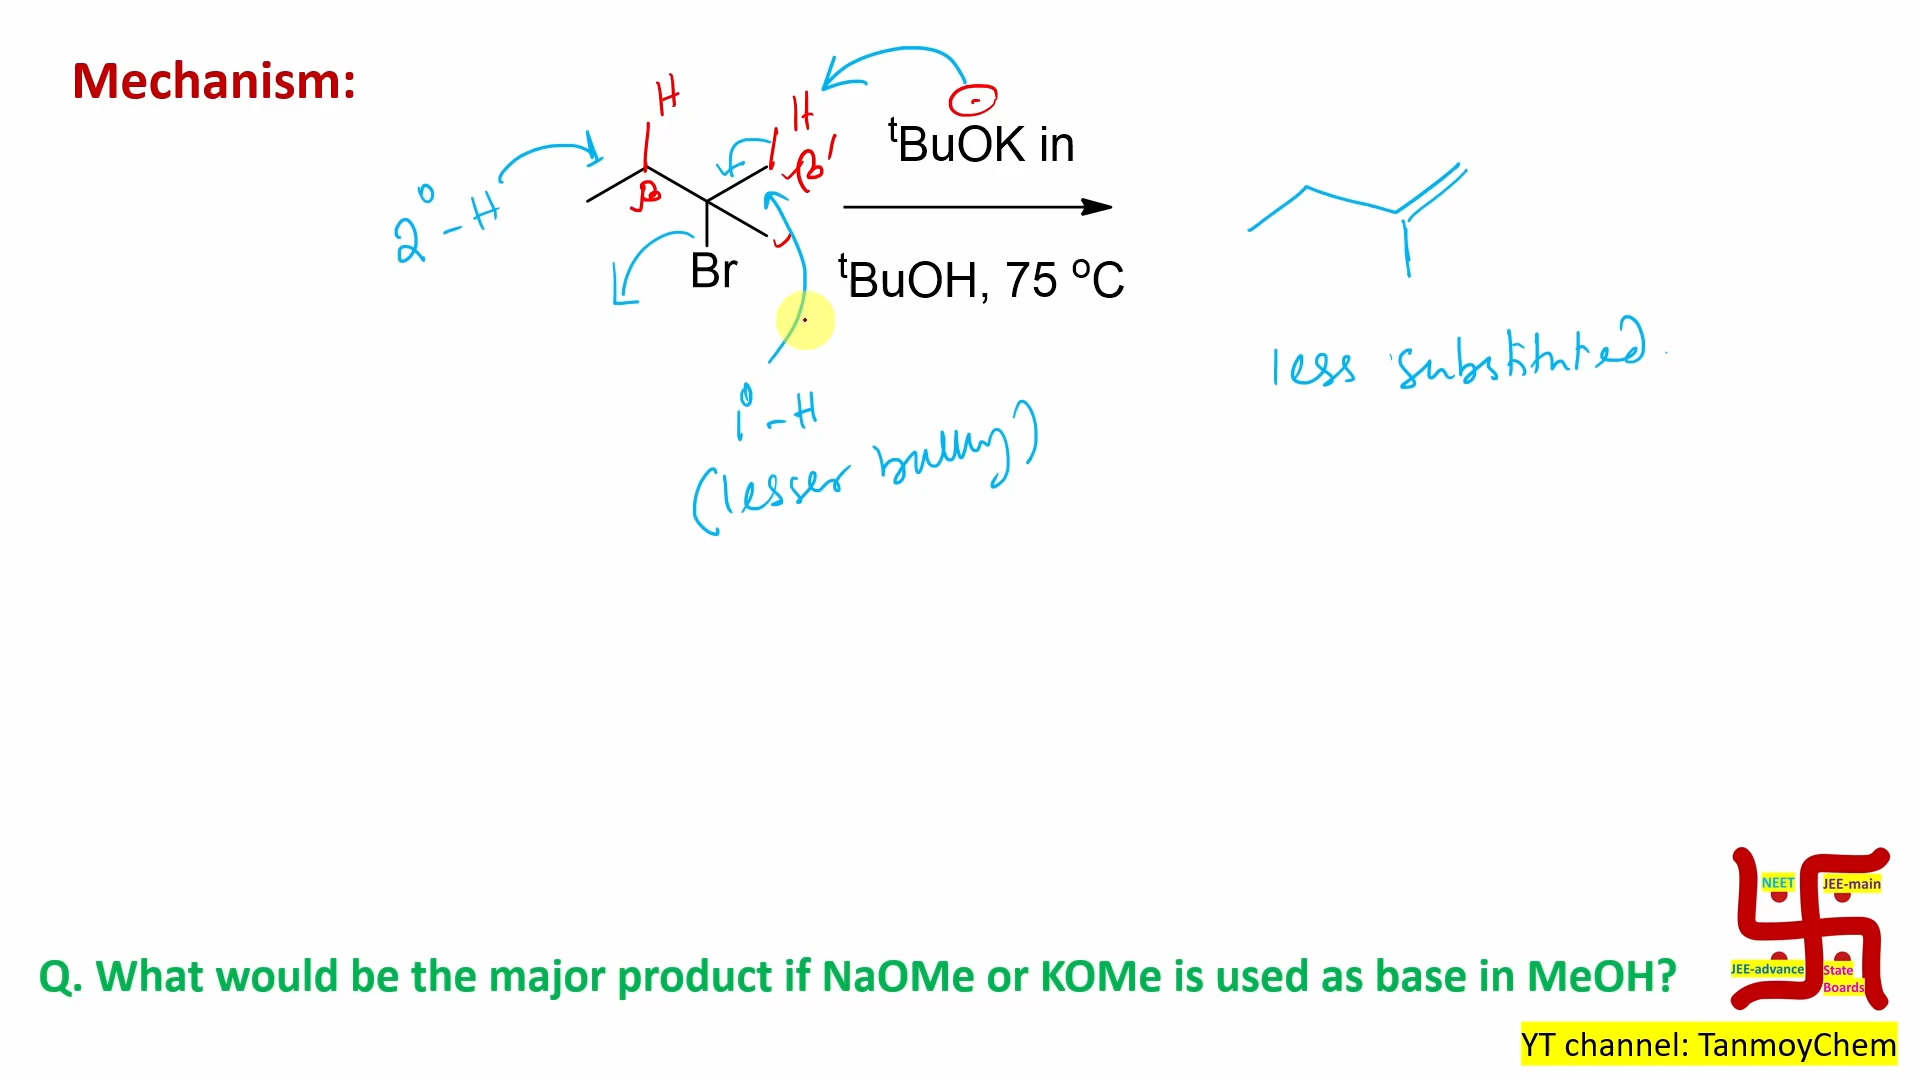 Mechanism:
H
H
β
β'
2° - H
ᵗBuOK in
Br
ᵗBuOH, 75 °C
1° - H
(lesser bulky)
less substituted.
NEET
JEE-main
JEE-advance
State
Boards
Q. What would be the major product if NaOMe or KOMe is used as base in MeOH?
YT channel: TanmoyChem